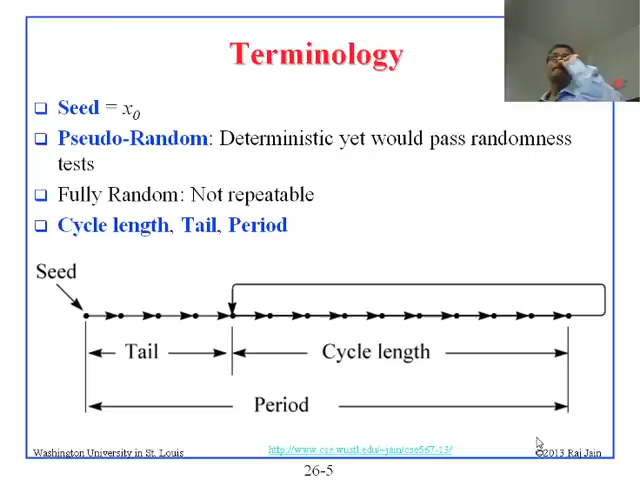 Terminology
Seed = x0
Pseudo-Random: Deterministic yet would pass randomness
tests
Fully Random: Not repeatable
Cycle length, Tail, Period
Seed
Tail
Cycle length
Period
Washington University in St. Louis
http://www.cse.wustl.edu/~jain/cse567-13/
©2013 Raj Jain
26-5